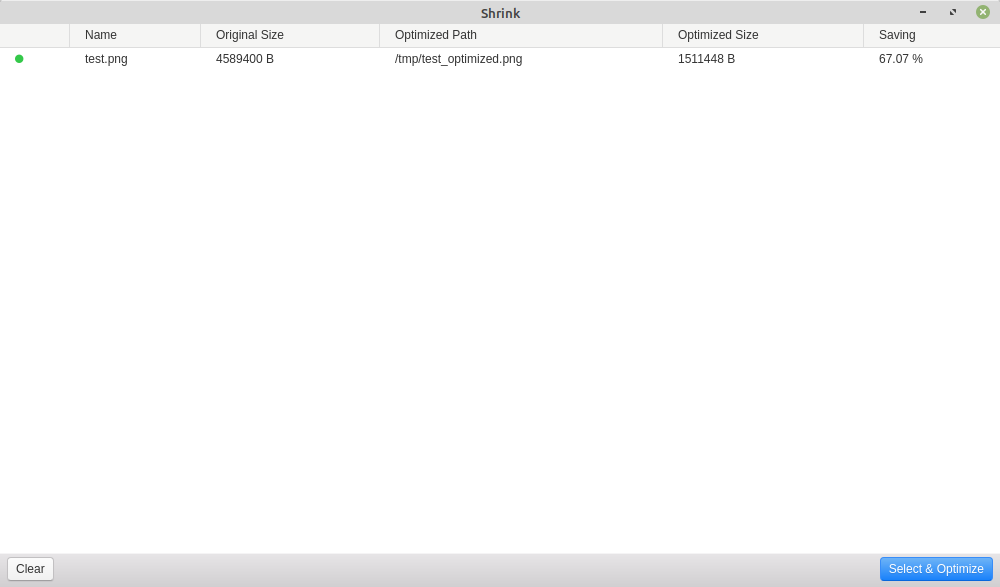 Shrink
Name Original Size Optimized Path Optimized Size Saving
test.png 4589400 B /tmp/test_optimized.png 1511448 B 67.07 %
Clear Select & Optimize